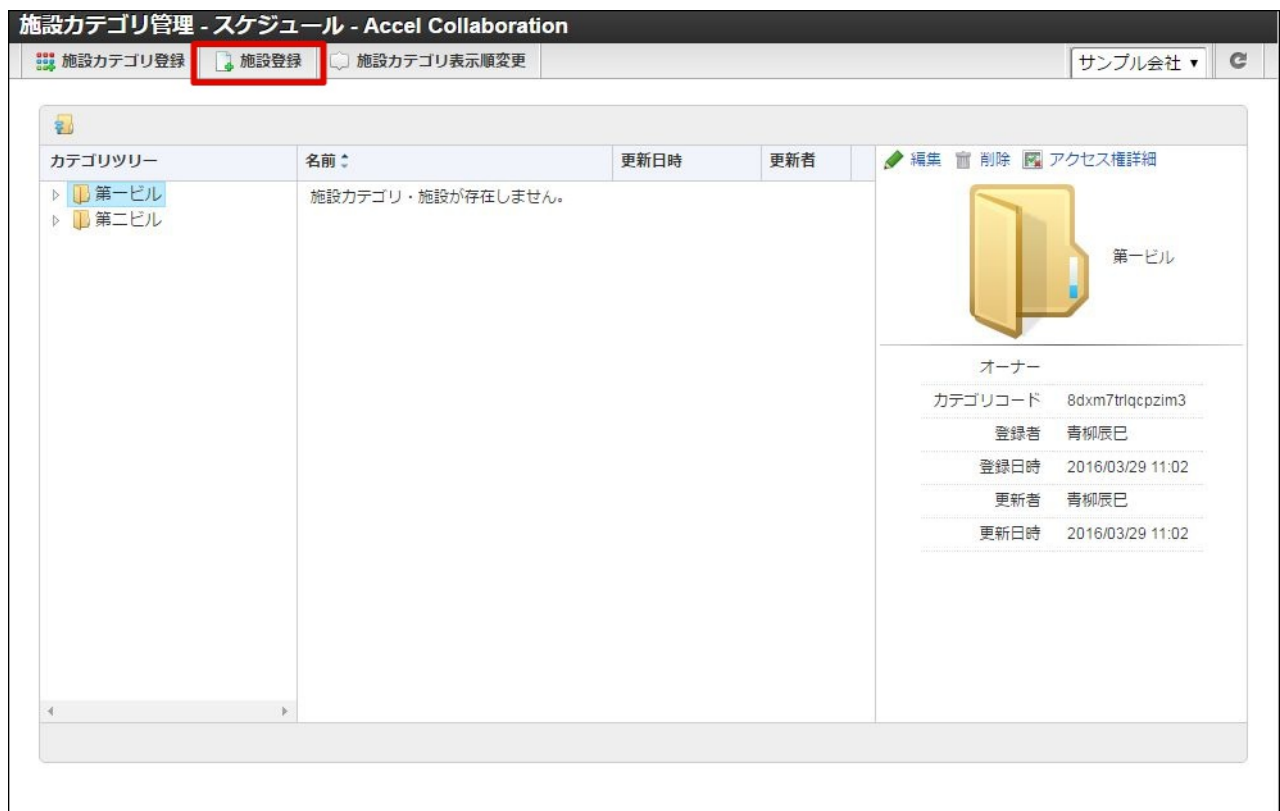 施設カテゴリ管理 - スケジュール - Accel Collaboration
施設カテゴリ登録 施設登録 施設カテゴリ表示順変更 サンプル会社
カテゴリツリー 名前 更新日時 更新者 編集 削除 アクセス権詳細
第一ビル 施設カテゴリ・施設が存在しません。
第二ビル
第一ビル
オーナー
カテゴリコード 8dxm7trlqcpzim3
登録者 青柳辰巳
登録日時 2016/03/29 11:02
更新者 青柳辰巳
更新日時 2016/03/29 11:02